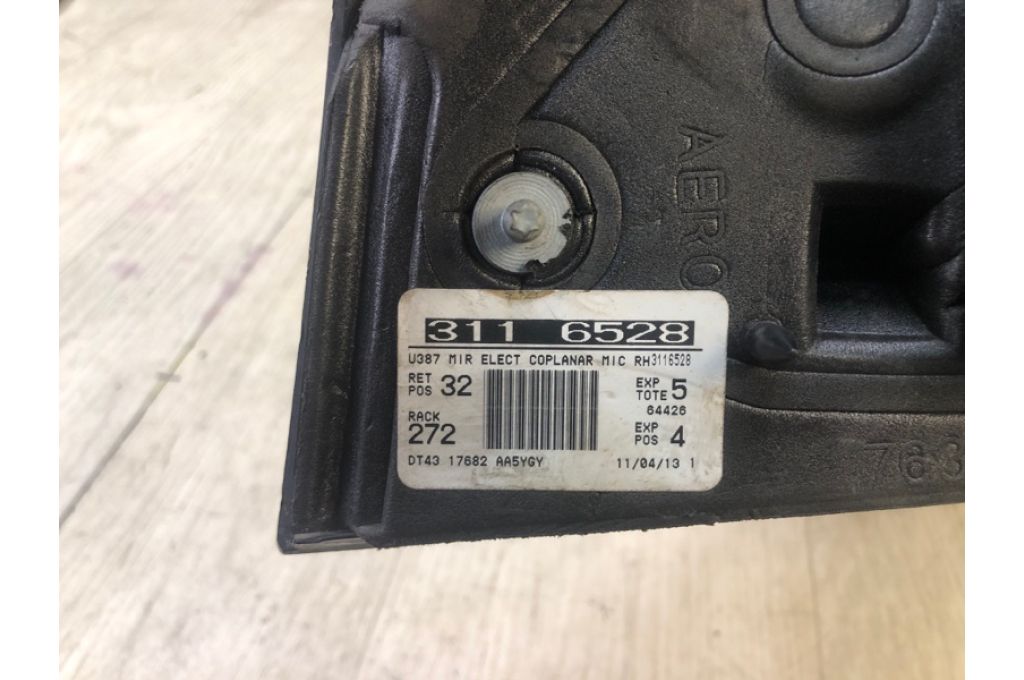 AERO
311 6528
U387 MIR ELECT COPLANAR MIC RH3116528
RET POS 32
EXP TOTE 5
64426
RACK 272
EXP POS 4
DT43 17682 AA5YGY
11/04/13 1
763